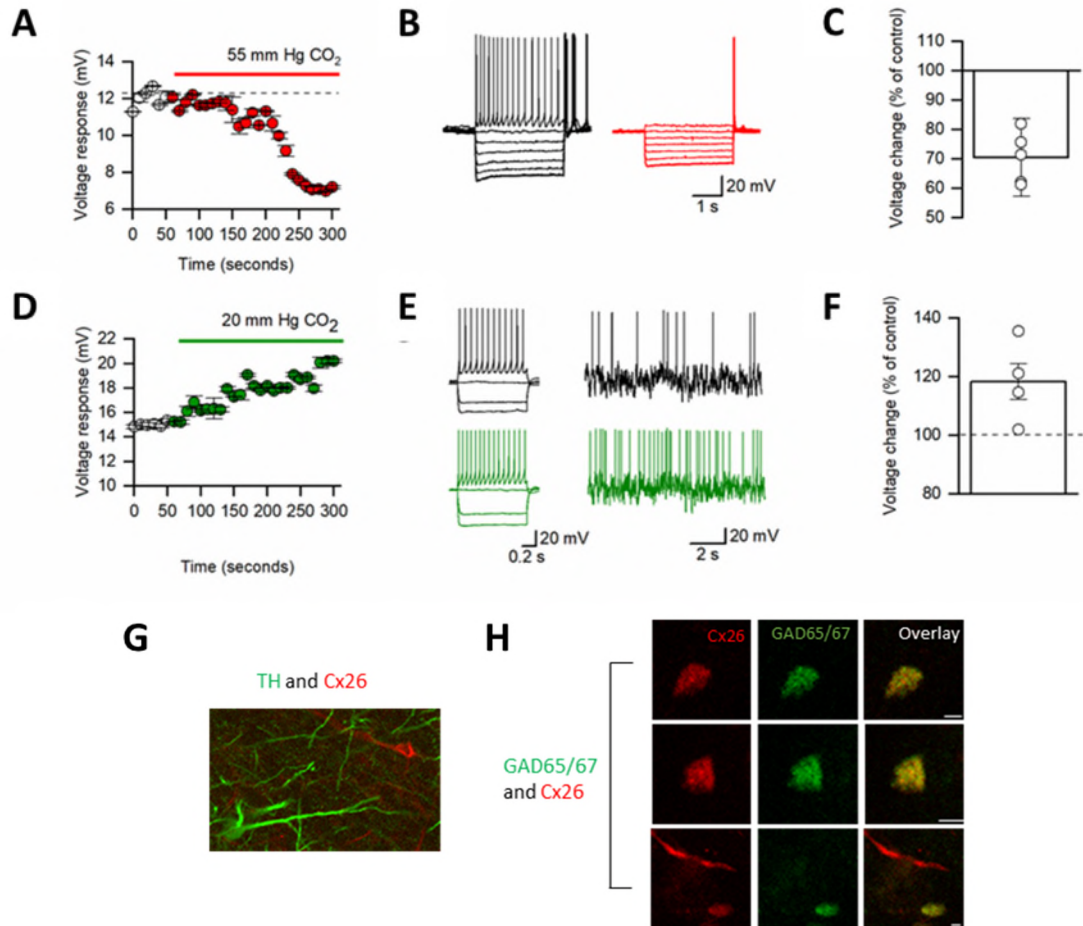 A
55 mm Hg CO2
Voltage response (mV)
14
12
10
8
6
0 50 100 150 200 250 300
Time (seconds)
B
20 mV
1 s
C
Voltage change (% of control)
110
100
90
80
70
60
50
D
20 mm Hg CO2
Voltage response (mV)
22
20
18
16
14
12
10
0 50 100 150 200 250 300
Time (seconds)
E
20 mV
0.2 s
20 mV
2 s
F
Voltage change (% of control)
140
120
100
80
G
TH and Cx26
H
Cx26 GAD65/67 Overlay
GAD65/67
and Cx26